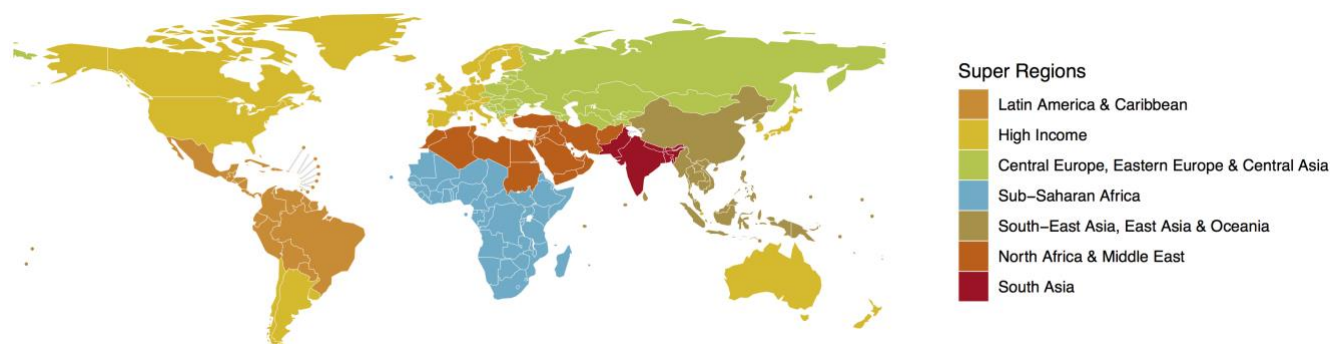 Super Regions
Latin America & Caribbean
High Income
Central Europe, Eastern Europe & Central Asia
Sub−Saharan Africa
South−East Asia, East Asia & Oceania
North Africa & Middle East
South Asia